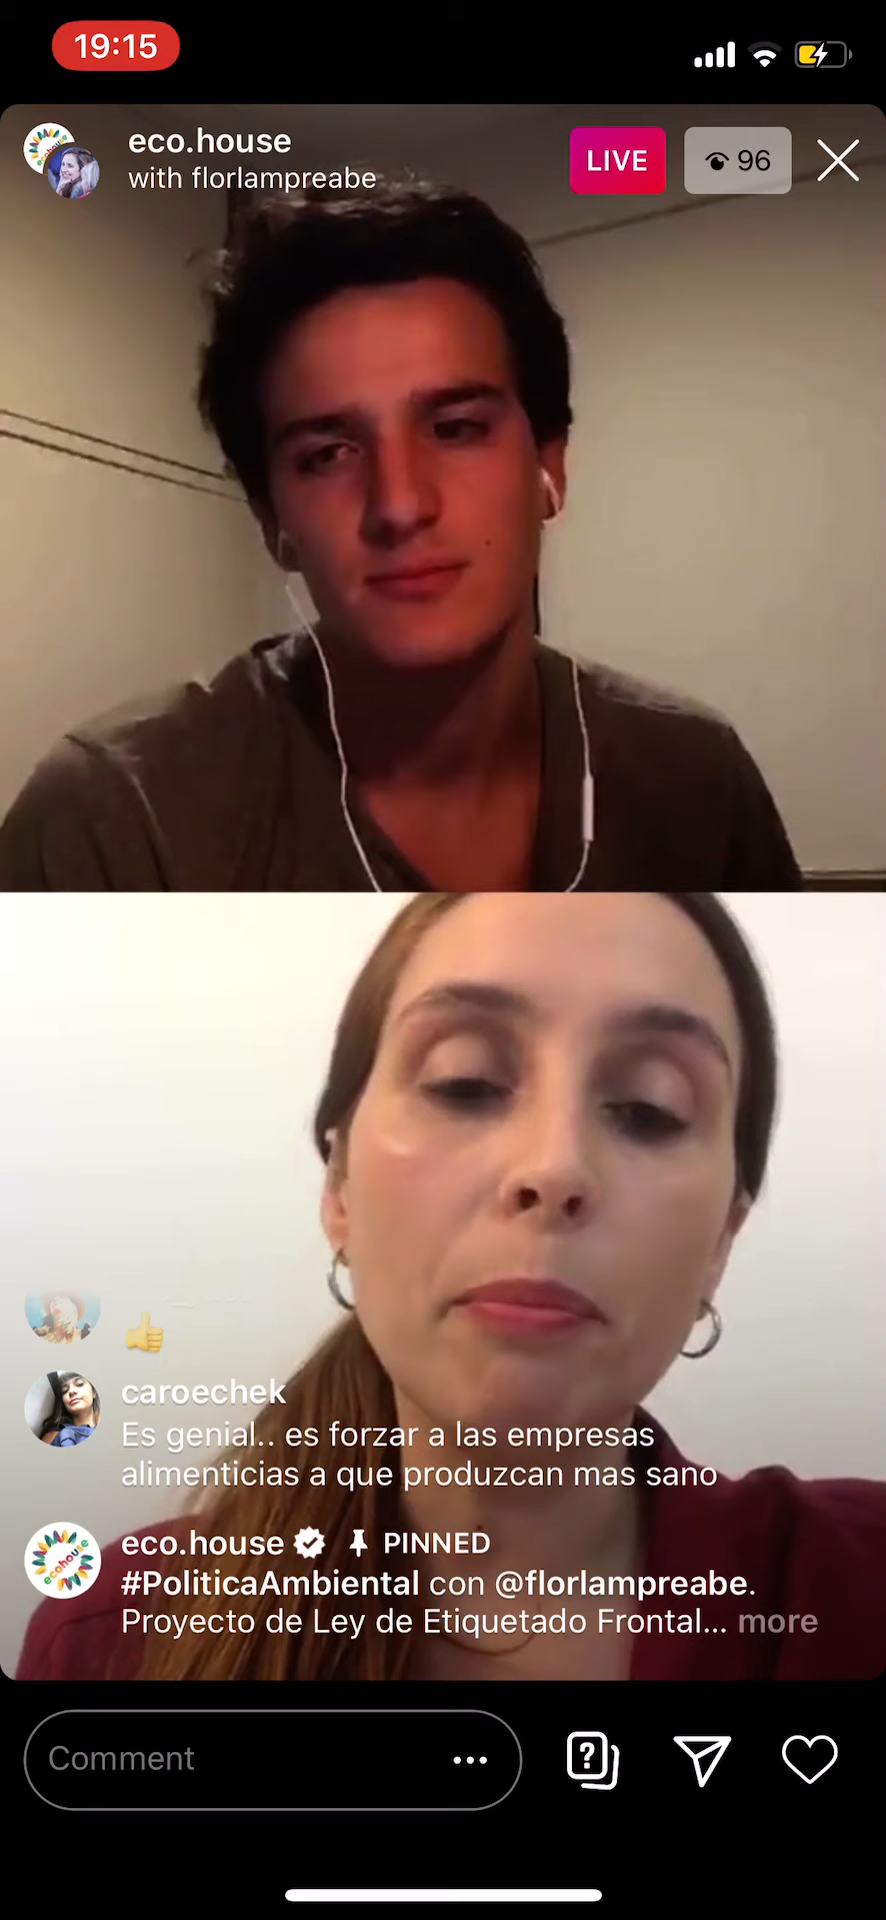 19:15
eco.house
with florlampreabe
LIVE
96
caroechek
Es genial.. es forzar a las empresas
alimenticias a que produzcan mas sano
ecohouse
eco.house PINNED
#PoliticaAmbiental con @florlampreabe.
Proyecto de Ley de Etiquetado Frontal... more
Comment
?